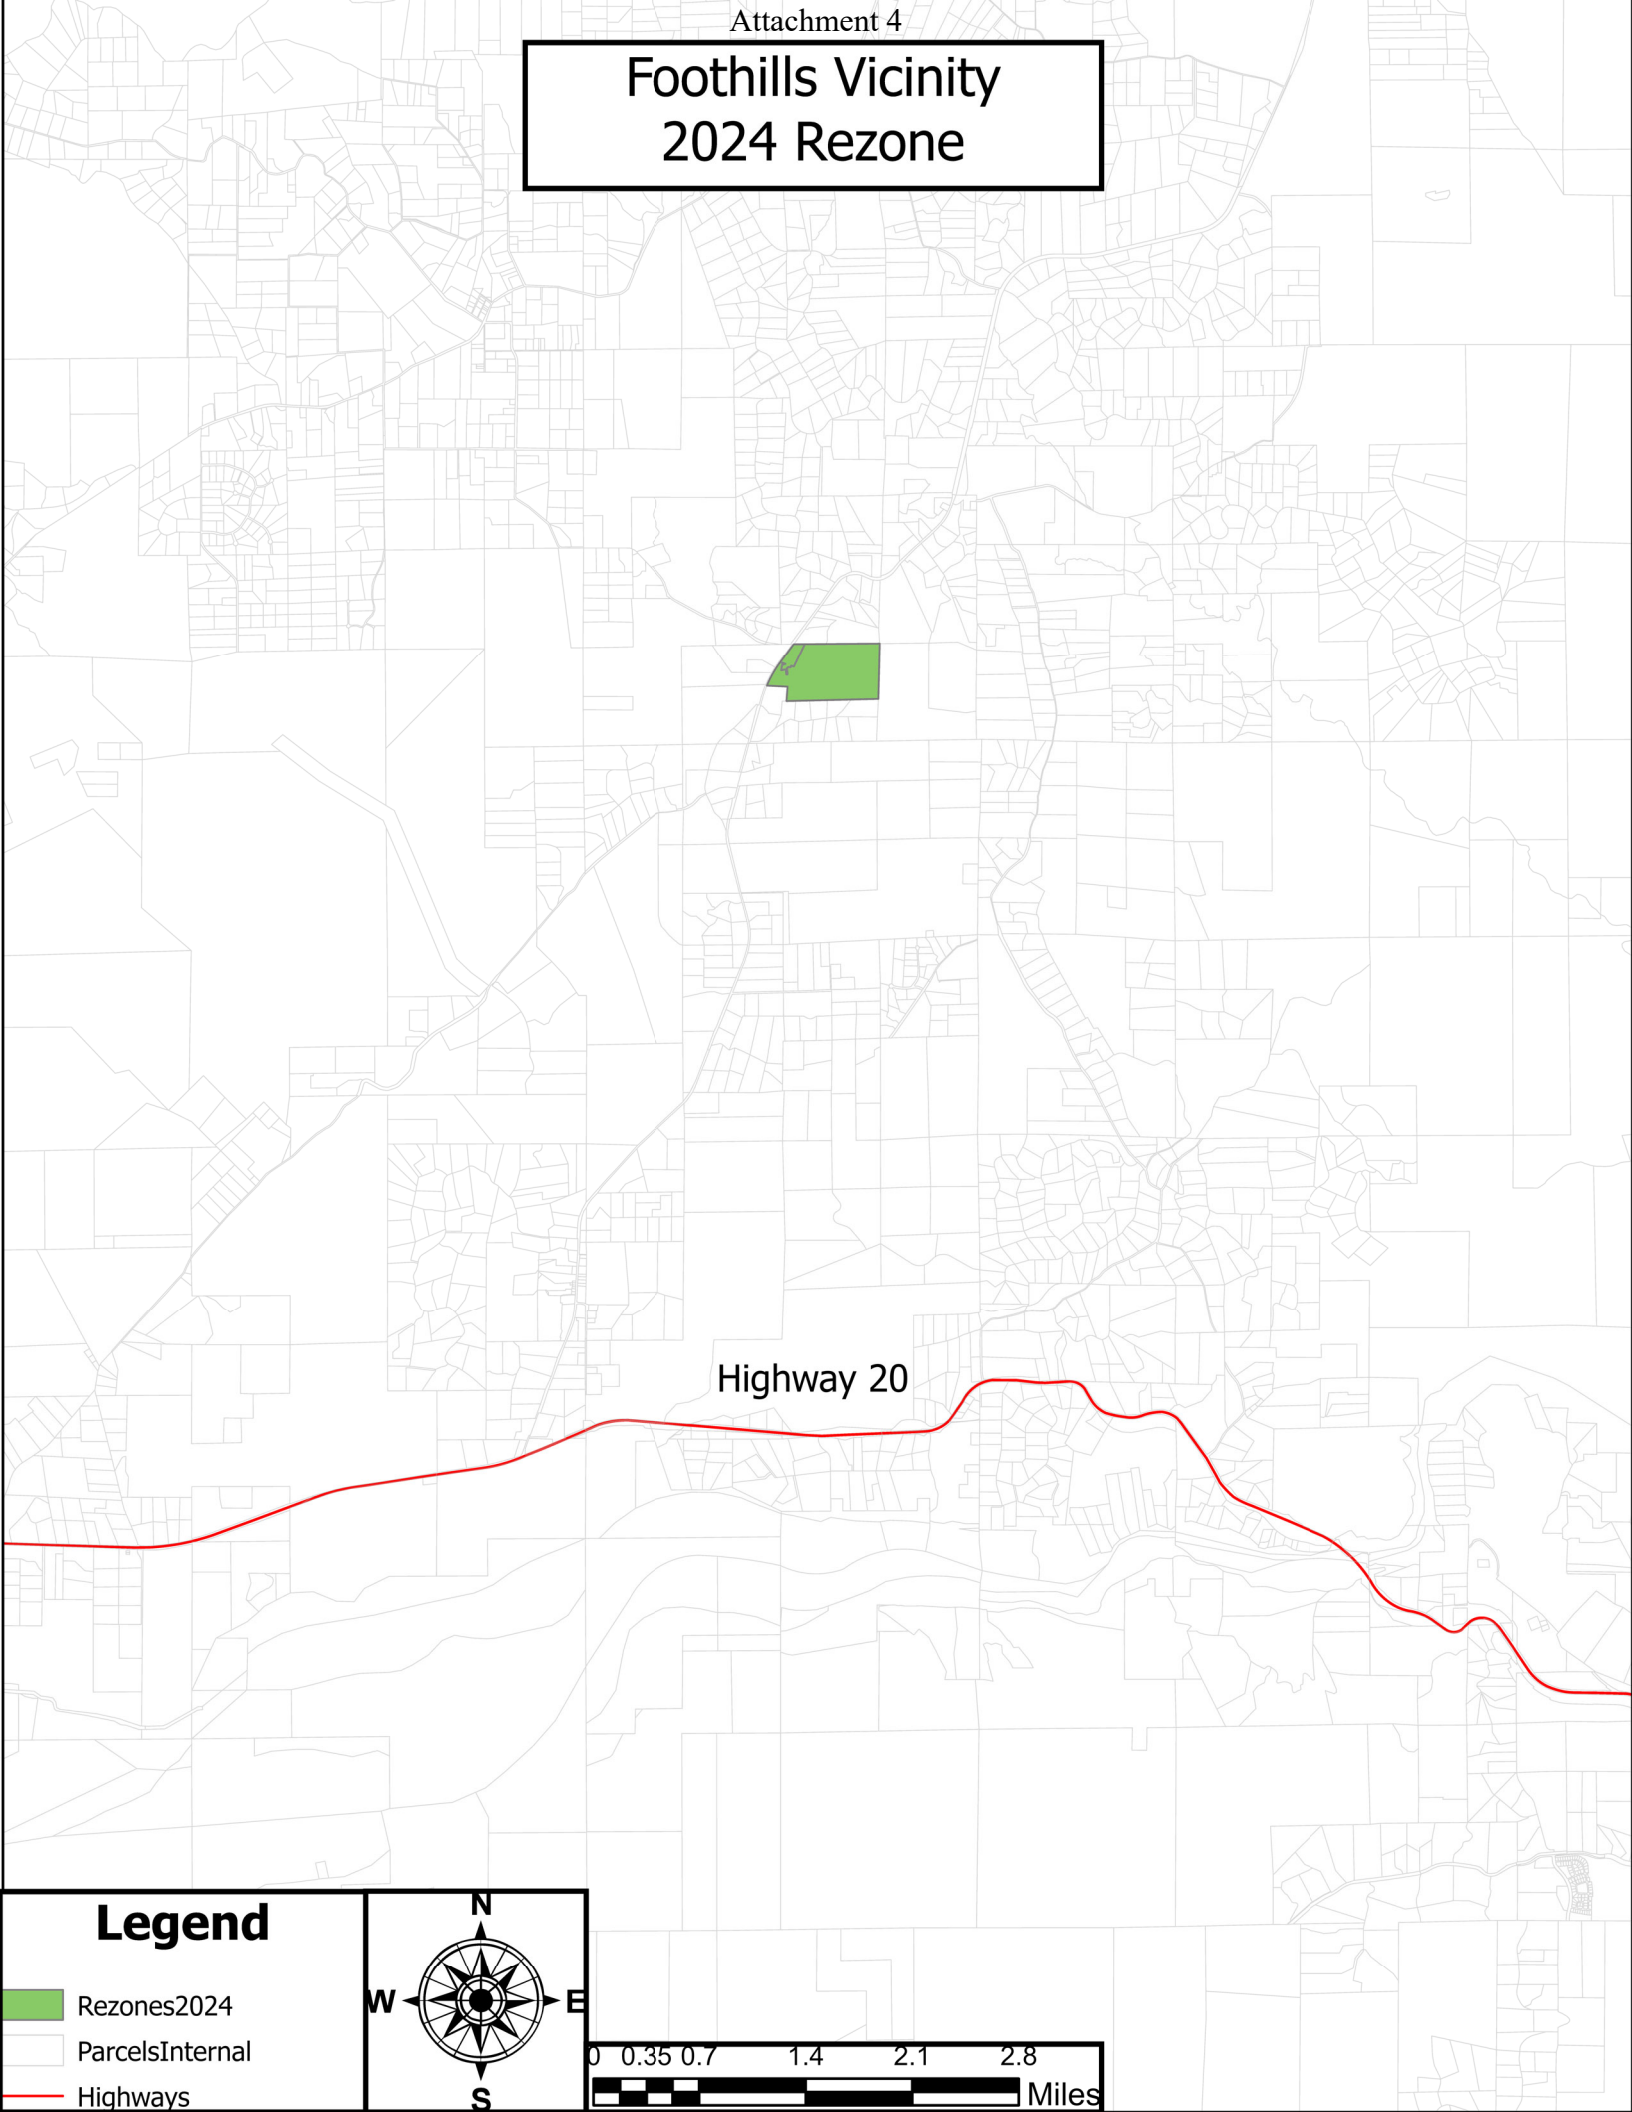 Attachment 4
Foothills Vicinity
2024 Rezone
Highway 20
Legend
Rezones2024
ParcelsInternal
Highways
N
W E
S
0 0.35 0.7 1.4 2.1 2.8
Miles